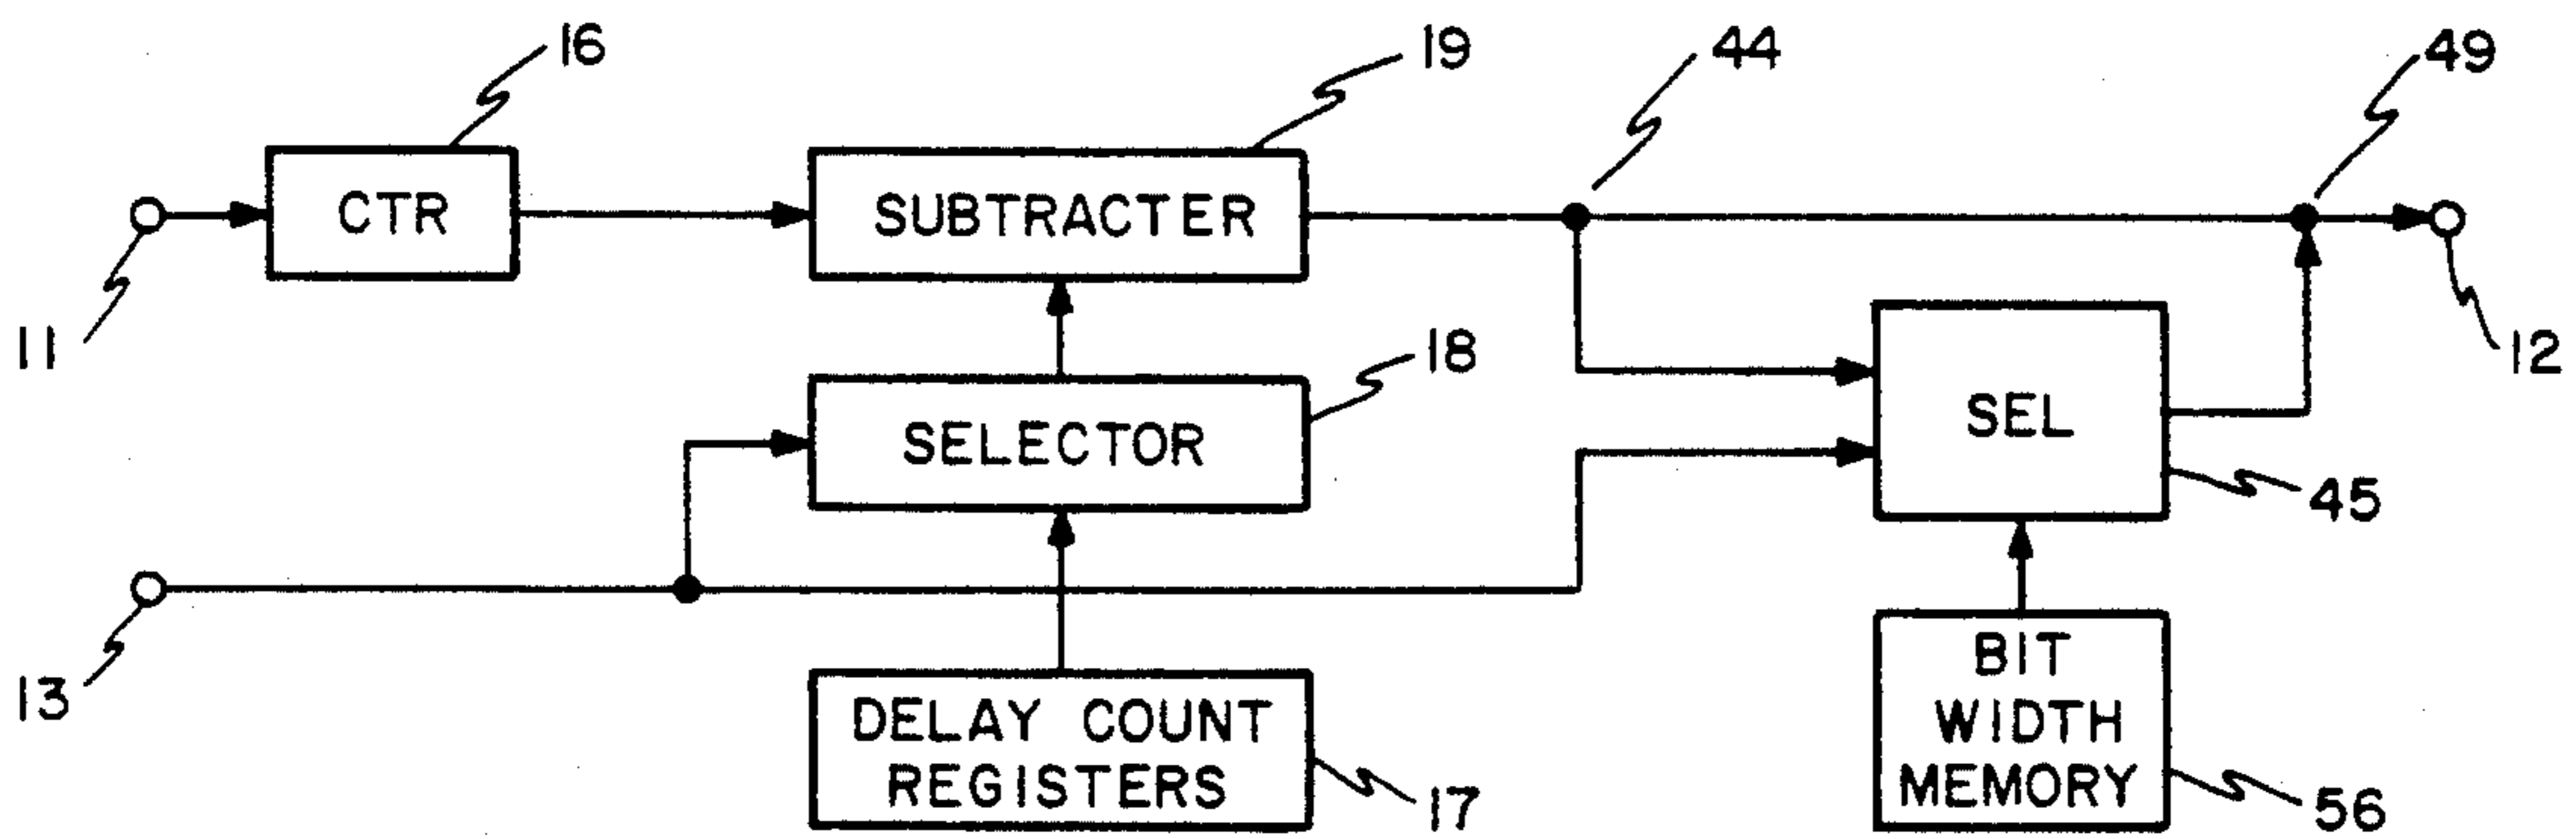 16
19
44
49
CTR
SUBTRACTER
11
18
12
SELECTOR
SEL
45
13
DELAY COUNT
REGISTERS
17
BIT
WIDTH
MEMORY
56